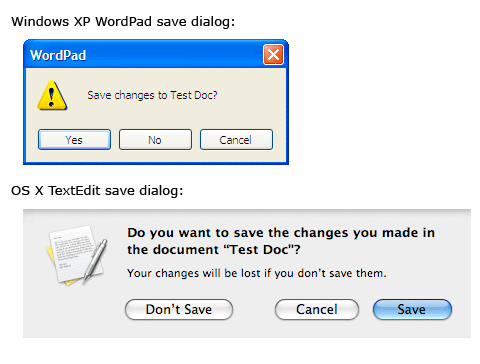 Windows XP WordPad save dialog:
WordPad
Save changes to Test Doc?
Yes No Cancel
OS X TextEdit save dialog:
Do you want to save the changes you made in
the document “Test Doc”?
Your changes will be lost if you don’t save them.
Don’t Save Cancel Save